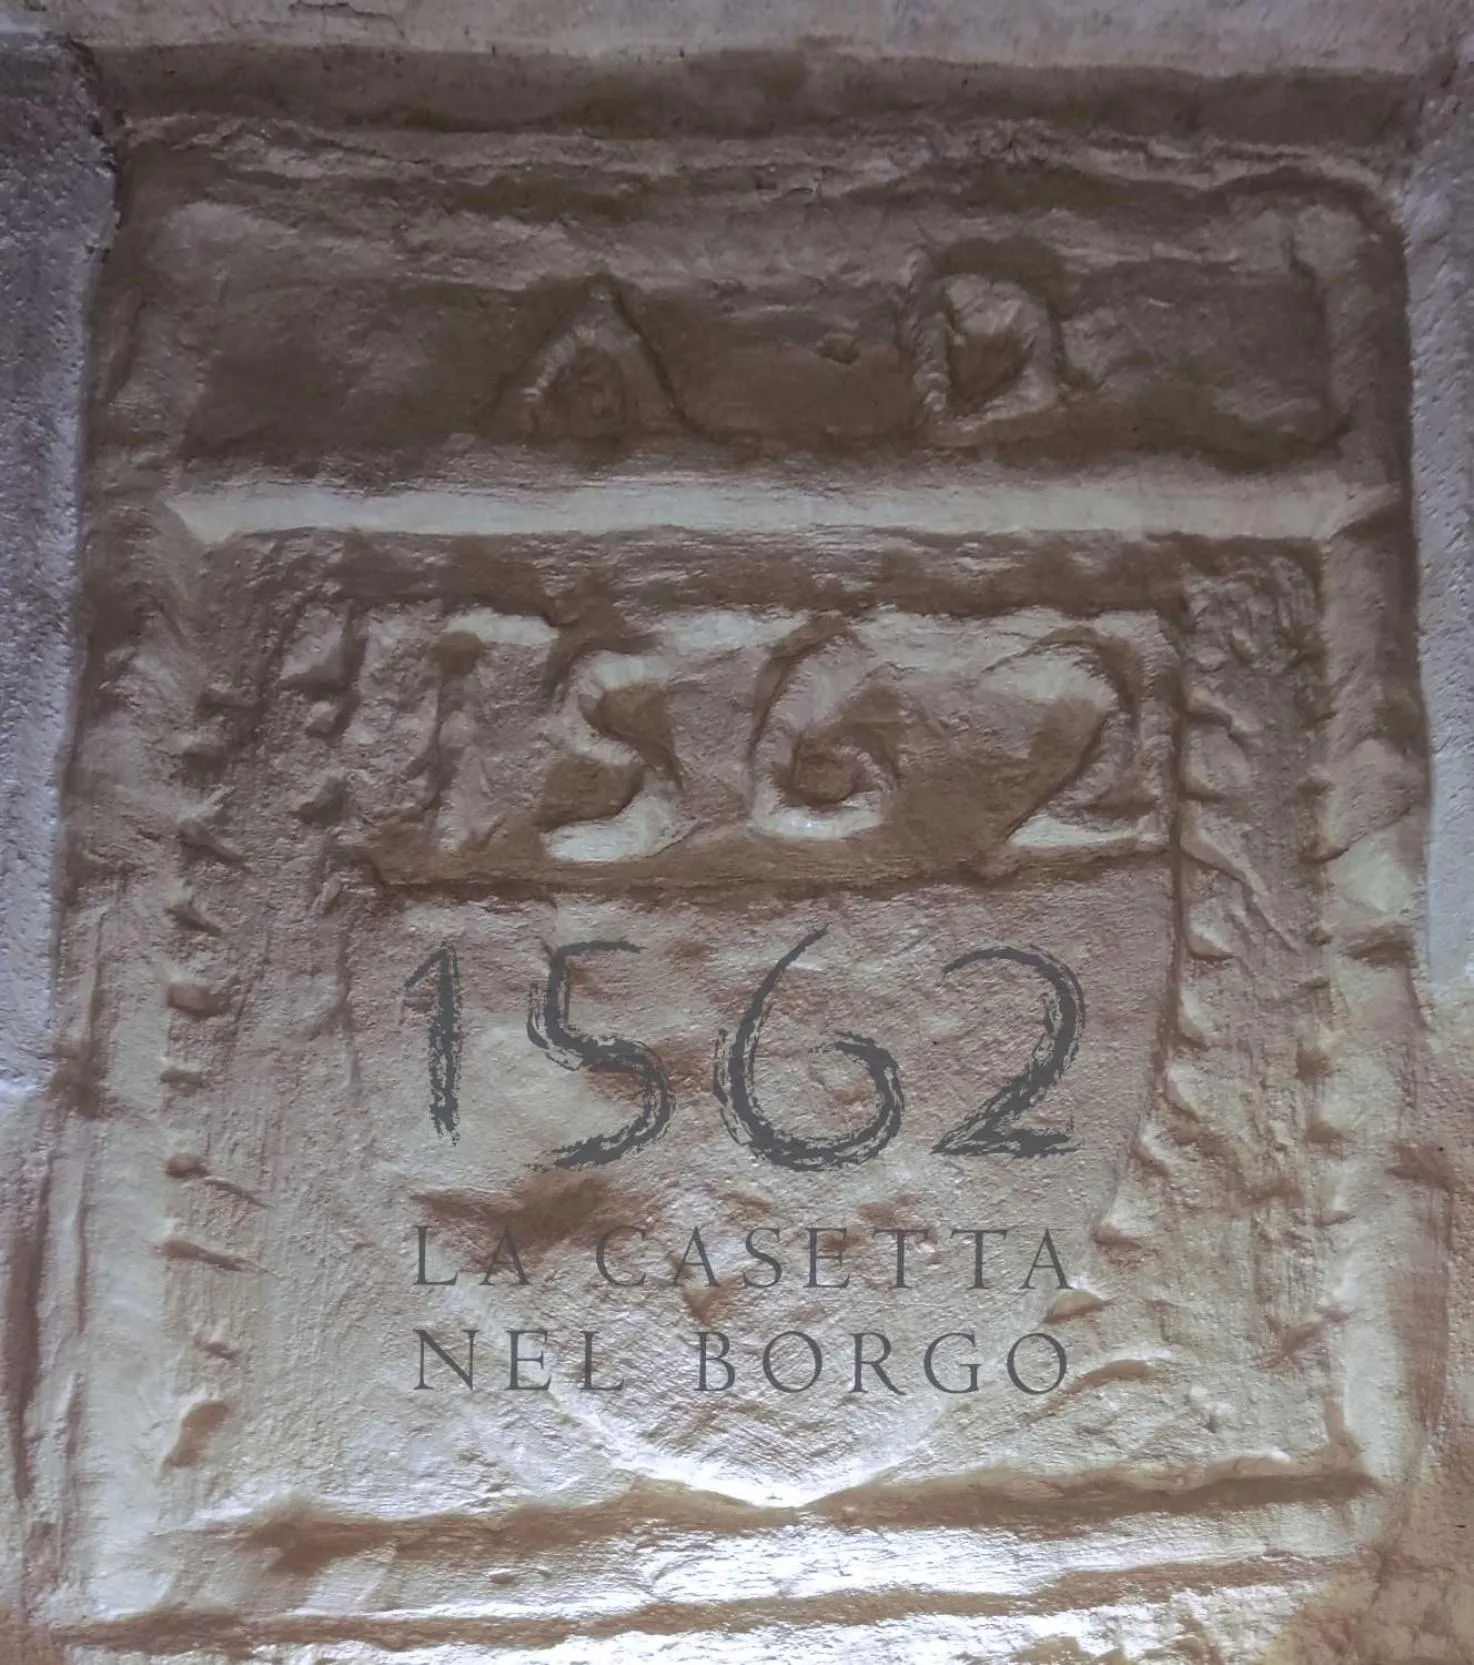 A · D
1562
1562
LA CASETTA
NEL BORGO